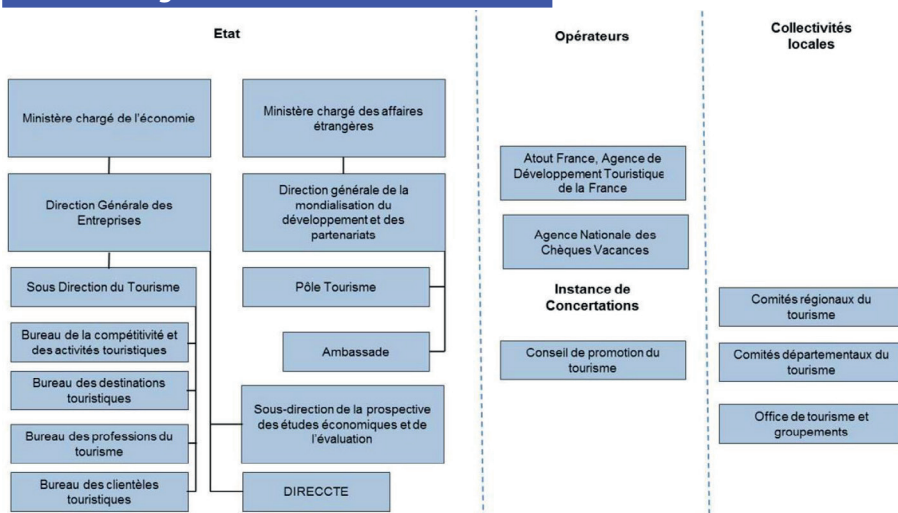 Etat
Ministère chargé de l'économie
Direction Générale des
Entreprises
Sous Direction du Tourisme
Bureau de la compétitivité et
des activités touristiques
Bureau des destinations
touristiques
Bureau des professions du
tourisme
Bureau des clientèles
touristiques
Ministère chargé des affaires
étrangères
Direction générale de la
mondialisation du
développement et des
partenariats
Pôle Tourisme
Ambassade
Sous-direction de la prospective
des études économiques et de
l'évaluation
DIRECCTE
Opérateurs
Atout France, Agence de
Développement Touristique
de la France
Agence Nationale des
Chèques Vacances
Instance de
Concertations
Conseil de promotion du
tourisme
Collectivités
locales
Comités régionaux du
tourisme
Comités départementaux du
tourisme
Office de tourisme et
groupements